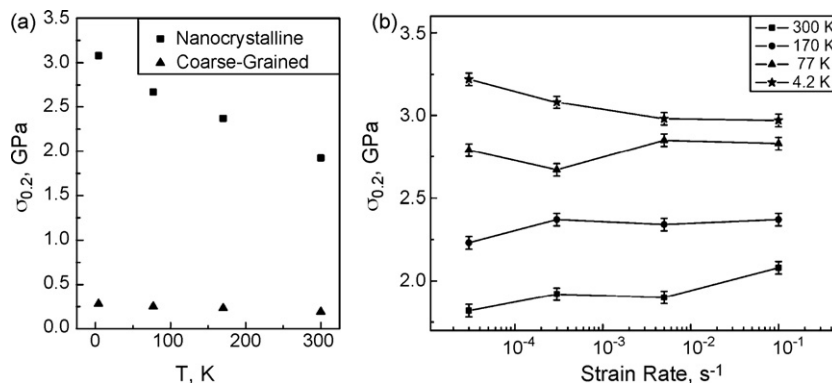 (a)
Nanocrystalline
Coarse-Grained
3.5
3.0
2.5
2.0
1.5
1.0
0.5
0.0
σ0.2, GPa
0 100 200 300
T, K
(b)
300 K
170 K
77 K
4.2 K
3.5
3.0
2.5
2.0
σ0.2, GPa
10-4 10-3 10-2 10-1
Strain Rate, s-1